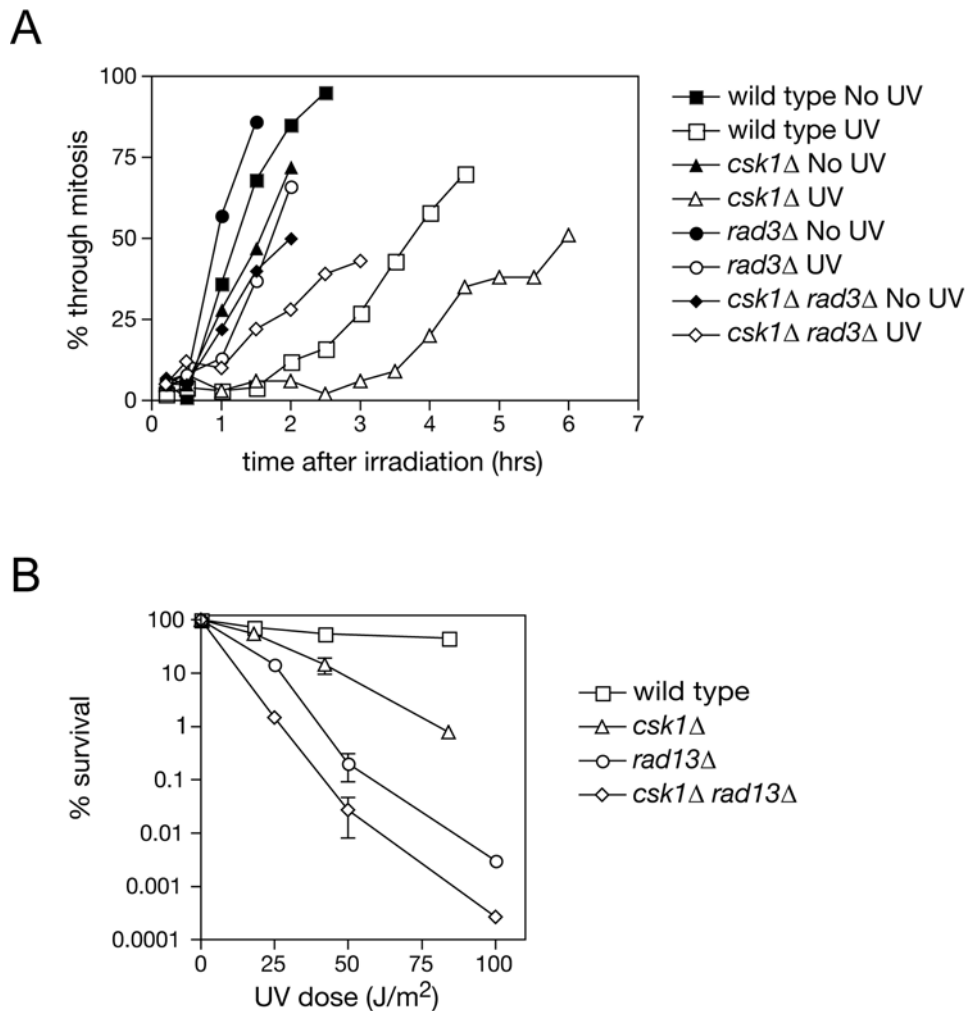 A
100
75
50
25
0
% through mitosis
0 1 2 3 4 5 6 7
time after irradiation (hrs)
wild type No UV
wild type UV
csk1Δ No UV
csk1Δ UV
rad3Δ No UV
rad3Δ UV
csk1Δ rad3Δ No UV
csk1Δ rad3Δ UV
B
100
10
1
0.1
0.01
0.001
0.0001
% survival
0 25 50 75 100
UV dose (J/m²)
wild type
csk1Δ
rad13Δ
csk1Δ rad13Δ